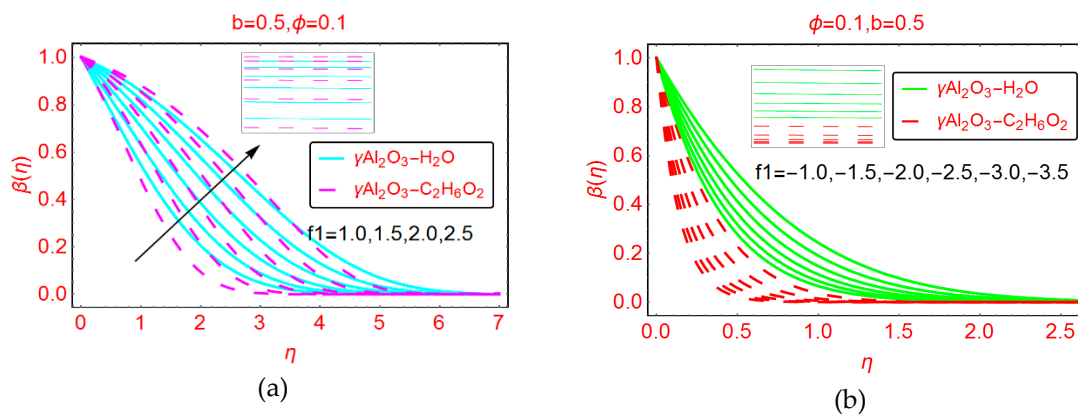 b=0.5,ϕ=0.1
β(η)
1.0
0.8
0.6
0.4
0.2
0.0
γAl₂O₃−H₂O
γAl₂O₃−C₂H₆O₂
f1=1.0,1.5,2.0,2.5
0 1 2 3 4 5 6 7
η
(a)
ϕ=0.1,b=0.5
β(η)
1.0
0.8
0.6
0.4
0.2
0.0
γAl₂O₃−H₂O
γAl₂O₃−C₂H₆O₂
f1=−1.0,−1.5,−2.0,−2.5,−3.0,−3.5
0.0 0.5 1.0 1.5 2.0 2.5
η
(b)